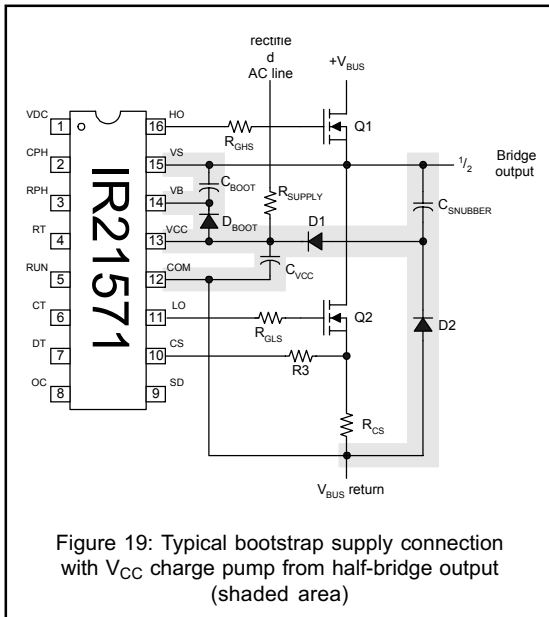 rectifie
d
AC line
+VBUS
VDC
1
CPH
2
RPH
3
RT
4
RUN
5
CT
6
DT
7
OC
8
IR21571
HO
16
VS
15
VB
14
VCC
13
COM
12
LO
11
CS
10
SD
9
RGHS
Q1
1/2 Bridge
output
CBOOT
RSUPPLY
CSNUBBER
DBOOT
D1
CVCC
RGLS
Q2
D2
R3
RCS
VBUS return
Figure 19: Typical bootstrap supply connection
with VCC charge pump from half-bridge output
(shaded area)